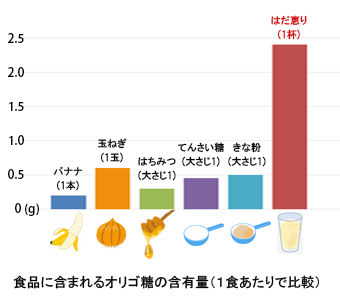 はだ恵り
(1杯)
2.5
2.0
1.5
1.0
0.5
0 (g)
バナナ
(1本)
玉ねぎ
(1玉)
はちみつ
(大さじ1)
てんさい糖
(大さじ1)
きな粉
(大さじ1)
食品に含まれるオリゴ糖の含有量(1食あたりで比較)